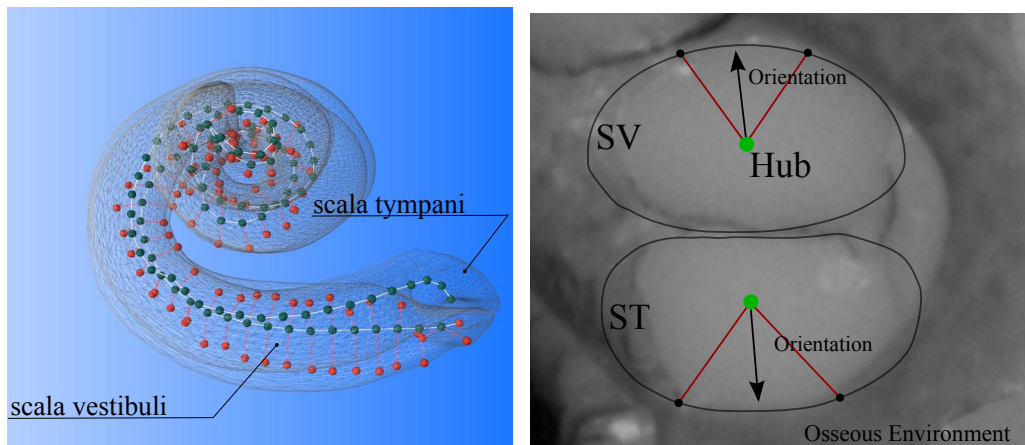 scala tympani
scala vestibuli
Orientation
SV
Hub
ST
Orientation
Osseous Environment